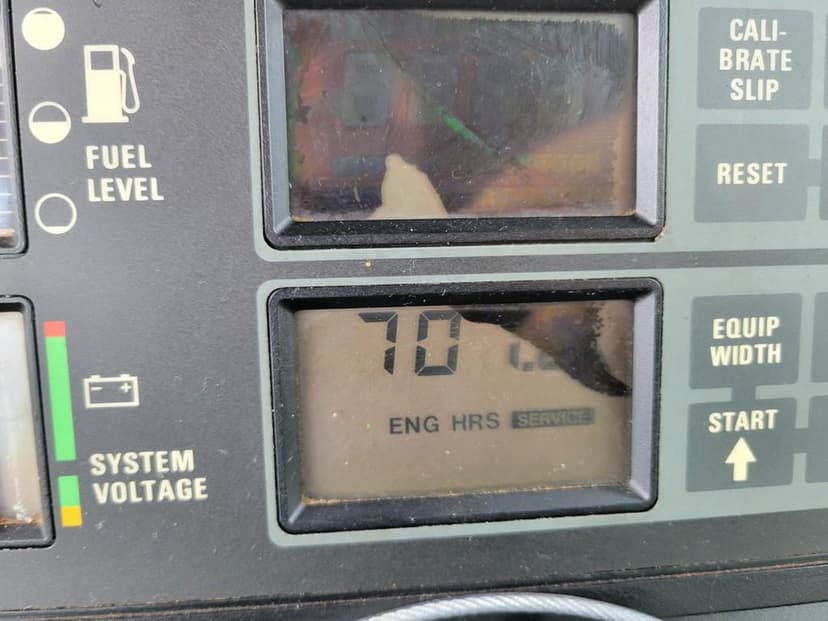 FUEL
LEVEL
CALI-
BRATE
SLIP
RESET
70
ENG HRS SERVICE
EQUIP
WIDTH
START
SYSTEM
VOLTAGE